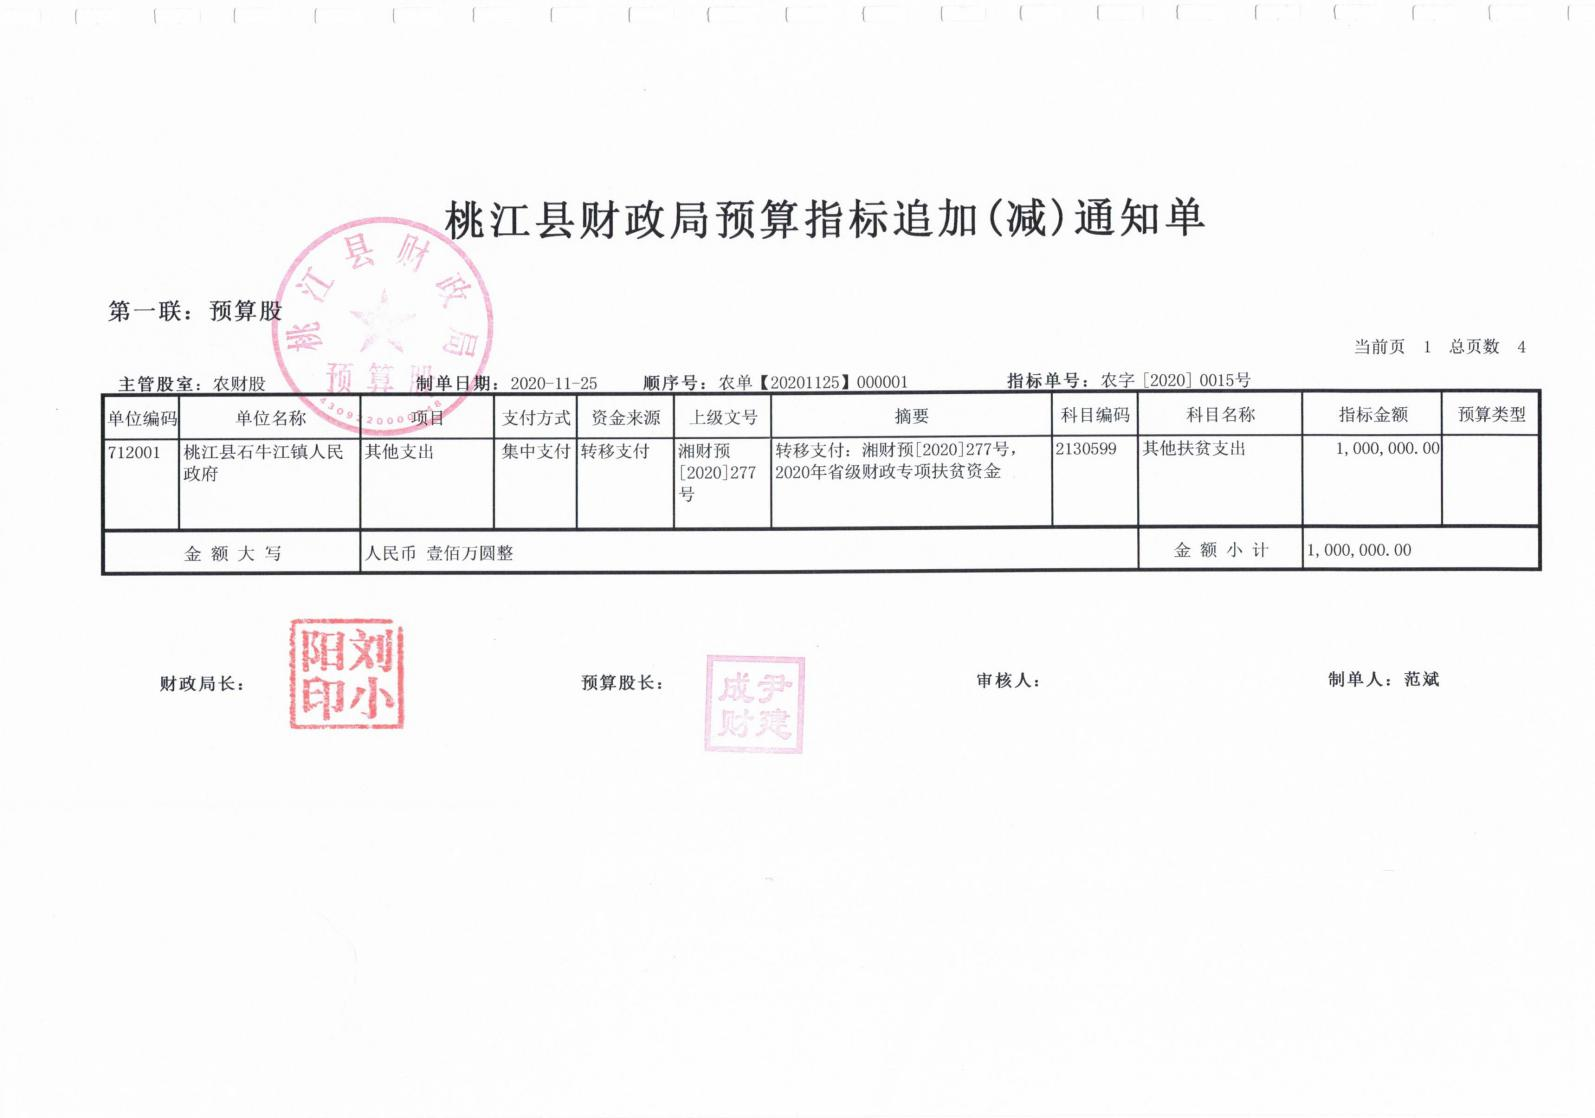 桃江县财政局预算指标追加(减)通知单
桃江县财政局
预算股
第一联：预算股
当前页 1 总页数 4
主管股室：农财股 制单日期：2020-11-25 顺序号：农单【20201125】000001 指标单号：农字 [2020] 0015号
单位编码 单位名称 项目 支付方式 资金来源 上级文号 摘要 科目编码 科目名称 指标金额 预算类型
712001 桃江县石牛江镇人民 其他支出 集中支付 转移支付 湘财预 转移支付：湘财预[2020]277号， 2130599 其他扶贫支出 1,000,000.00
政府 [2020]277 2020年省级财政专项扶贫资金
号
金额大写 人民币 壹佰万圆整 金额小计 1,000,000.00
财政局长： 预算股长： 审核人： 制单人：范斌
刘小阳印
尹建成财